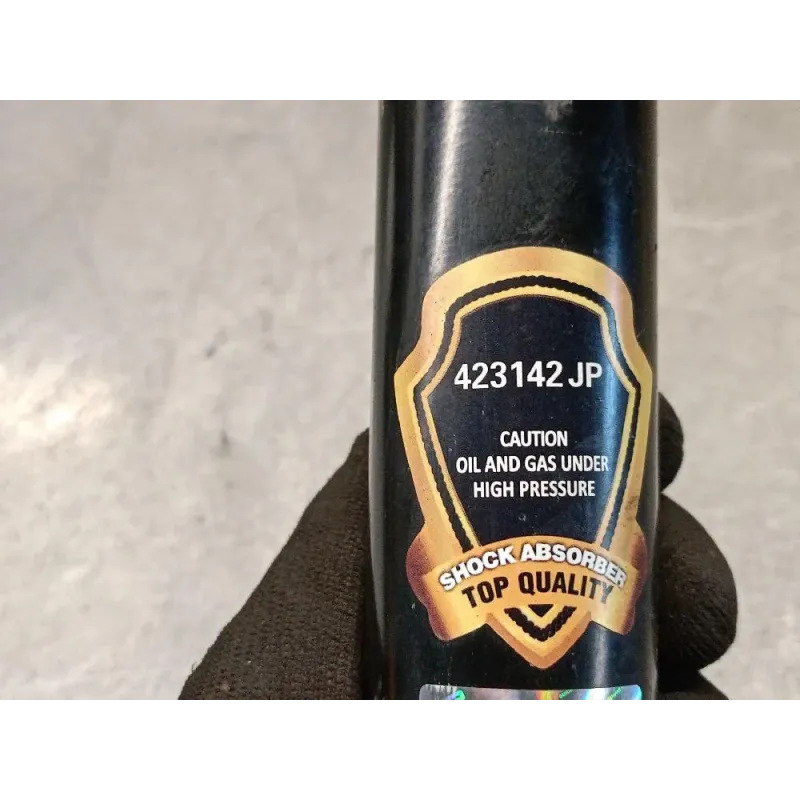 423142 JP
CAUTION
OIL AND GAS UNDER
HIGH PRESSURE
SHOCK ABSORBER
TOP QUALITY